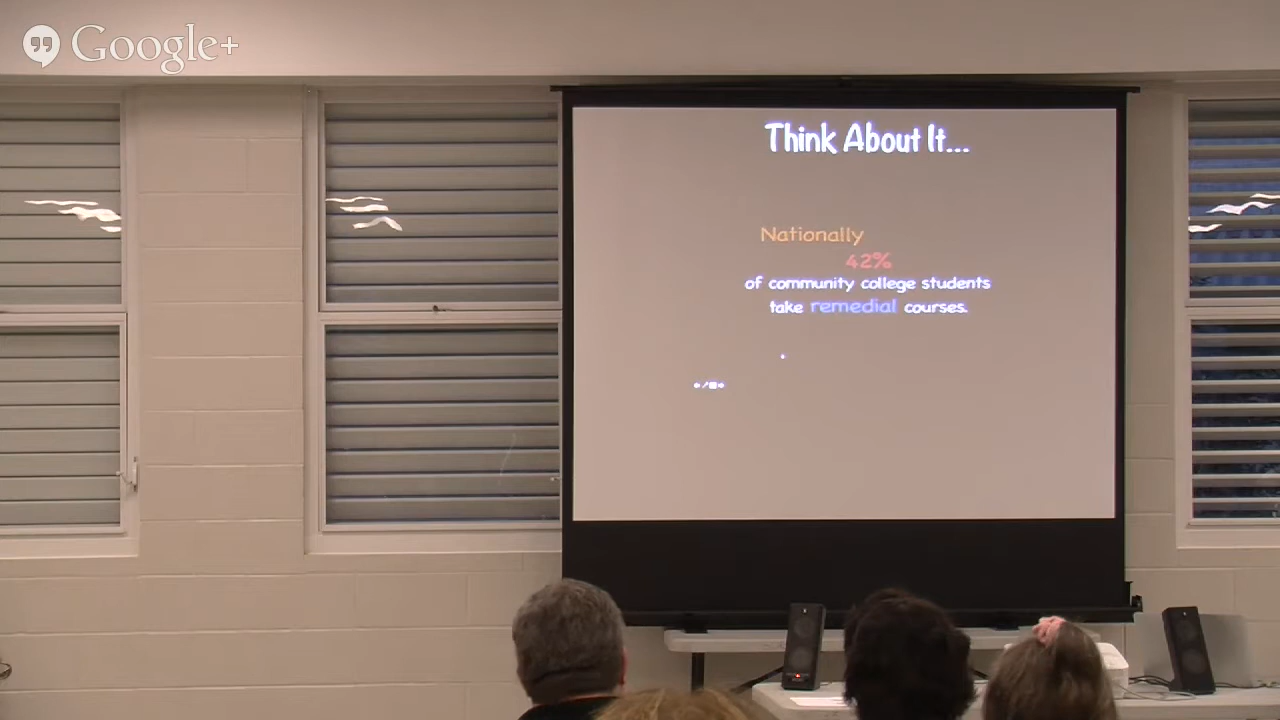 Google+
Think About It...
Nationally
42%
of community college students
take remedial courses.